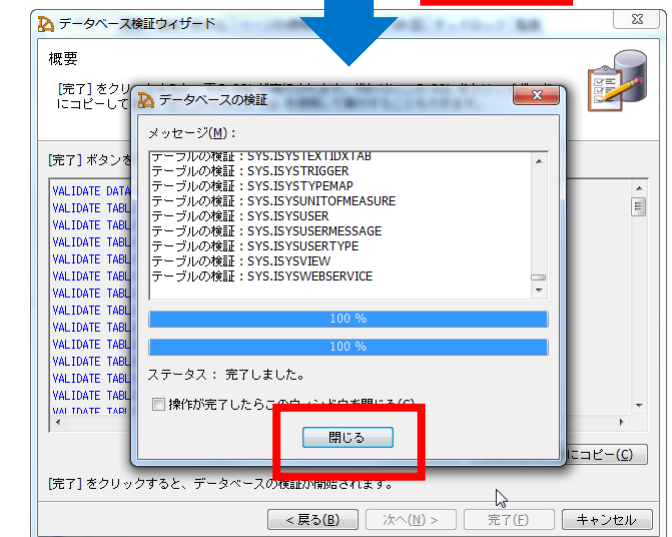 データベース検証ウィザード
概要
[完了] をクリ
にコピーして
[完了] ボタンを
VALIDATE DATA
VALIDATE TABL
VALIDATE TABL
VALIDATE TABL
VALIDATE TABL
VALIDATE TABL
VALIDATE TABL
VALIDATE TABL
VALIDATE TABL
VALIDATE TABL
VALIDATE TABL
VALIDATE TABL
VALIDATE TABL
VALIDATE TABL
データベースの検証
メッセージ(M):
テーブルの検証 : SYS.ISYSTEXTIDXTAB
テーブルの検証 : SYS.ISYSTRIGGER
テーブルの検証 : SYS.ISYSTYPEMAP
テーブルの検証 : SYS.ISYSUNITOFMEASURE
テーブルの検証 : SYS.ISYSUSER
テーブルの検証 : SYS.ISYSUSERMESSAGE
テーブルの検証 : SYS.ISYSUSERTYPE
テーブルの検証 : SYS.ISYSVIEW
テーブルの検証 : SYS.ISYSWEBSERVICE
100 %
100 %
ステータス : 完了しました。
操作が完了したらこのウィンドウを閉じる(C)
閉じる
にコピー(C)
[完了] をクリックすると、データベースの検証が開始されます。
< 戻る(B)
次へ(N) >
完了(F)
キャンセル